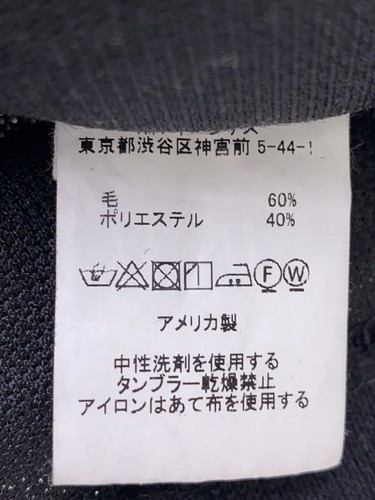 東京都渋谷区神宮前 5-44-1
毛 60%
ポリエステル 40%
F W
アメリカ製
中性洗剤を使用する
タンブラー乾燥禁止
アイロンはあて布を使用する